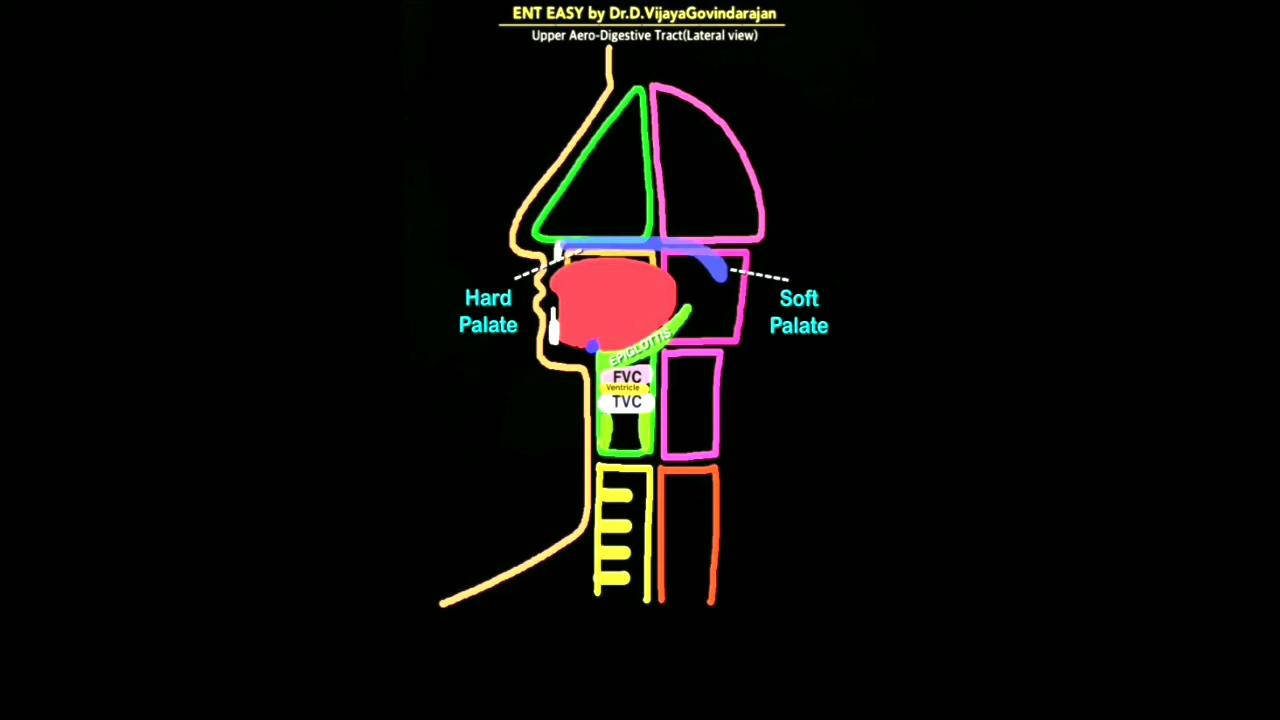 ENT EASY by Dr.D.VijayaGovindarajan
Upper Aero-Digestive Tract(Lateral view)
Hard
Palate
Soft
Palate
EPIGLOTTIS
FVC
Ventricle
TVC